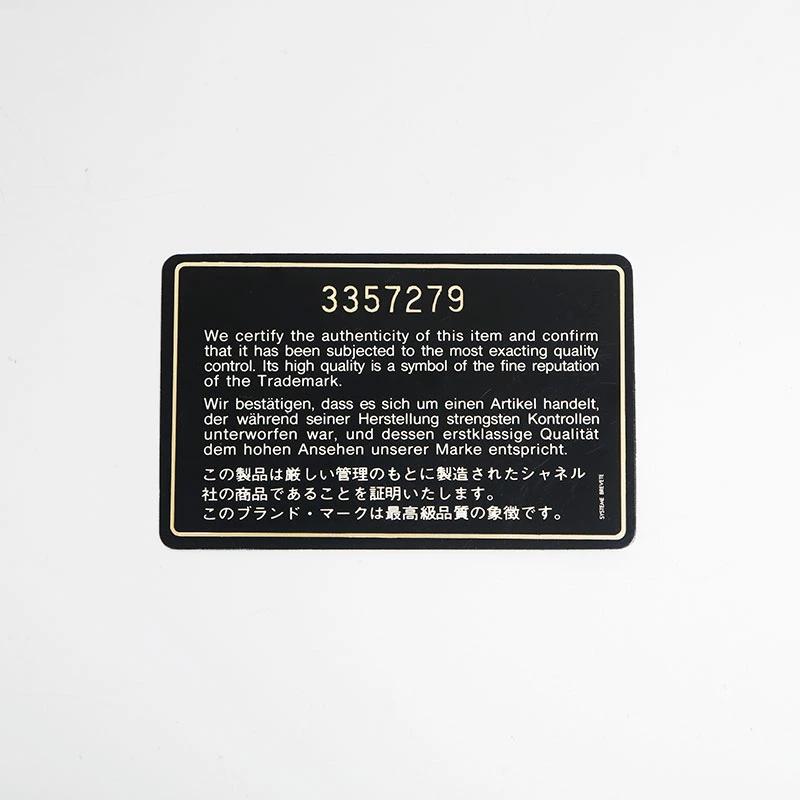 3357279
We certify the authenticity of this item and confirm
that it has been subjected to the most exacting quality
control. Its high quality is a symbol of the fine reputation
of the Trademark.
Wir bestätigen, dass es sich um einen Artikel handelt,
der während seiner Herstellung strengsten Kontrollen
unterworfen war, und dessen erstklassige Qualität
dem hohen Ansehen unserer Marke entspricht.
この製品は厳しい管理のもとに製造されたシャネル
社の商品であることを証明いたします。
このブランド・マークは最高級品質の象徴です。
SYSTEME BREVETE